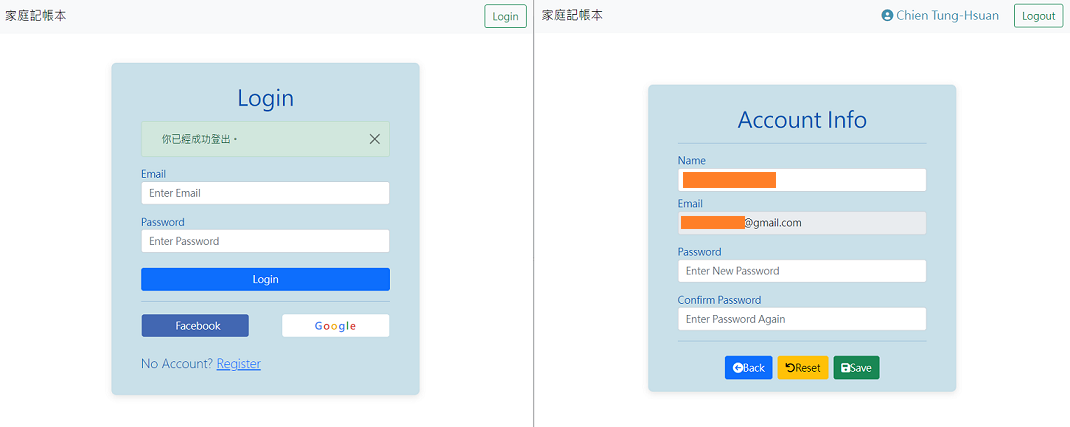 家庭記帳本
Login
Login
你已經成功登出。
Email
Enter Email
Password
Enter Password
Login
Facebook
Google
No Account? Register
家庭記帳本
Chien Tung-Hsuan
Logout
Account Info
Name
Email
@gmail.com
Password
Enter New Password
Confirm Password
Enter Password Again
Back
Reset
Save